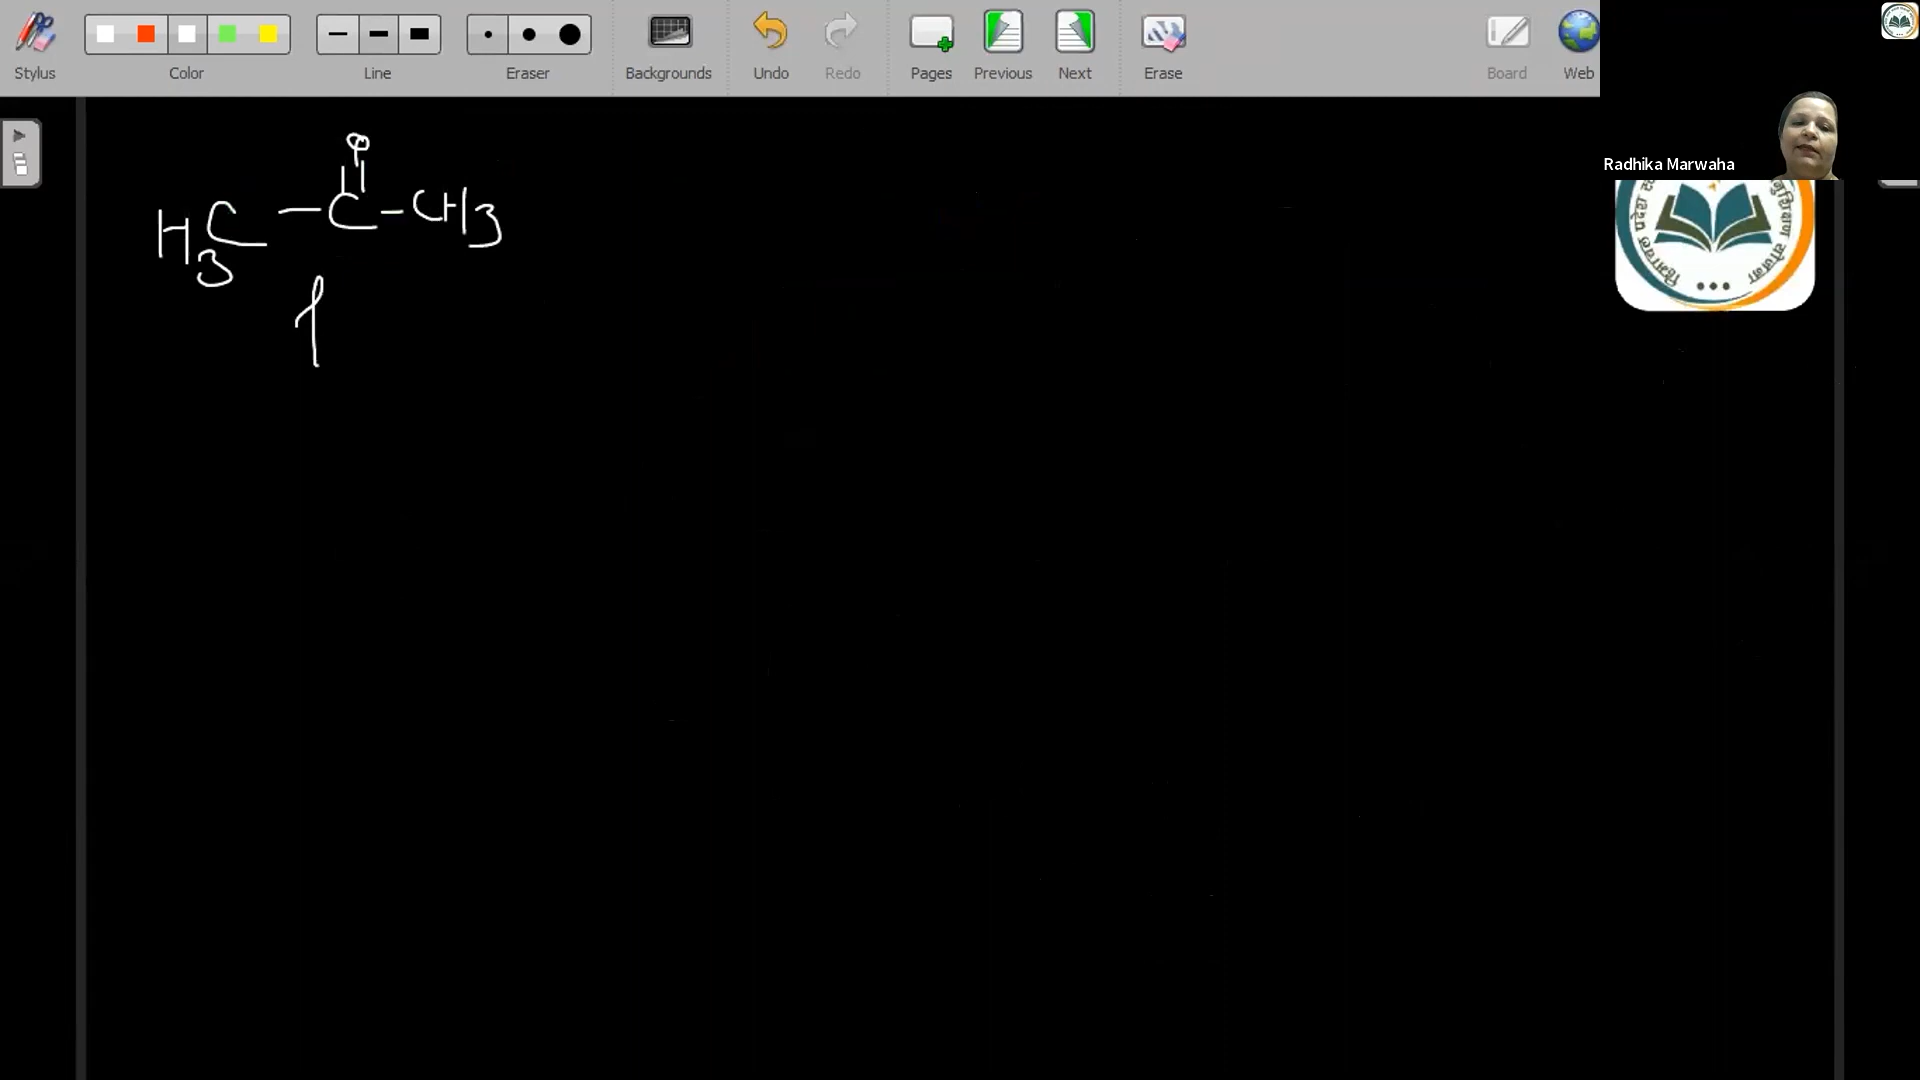 Stylus
Color
Line
Eraser
Backgrounds
Undo
Redo
Pages
Previous
Next
Erase
Board
Web
Radhika Marwaha
O
H3C – C – CH3